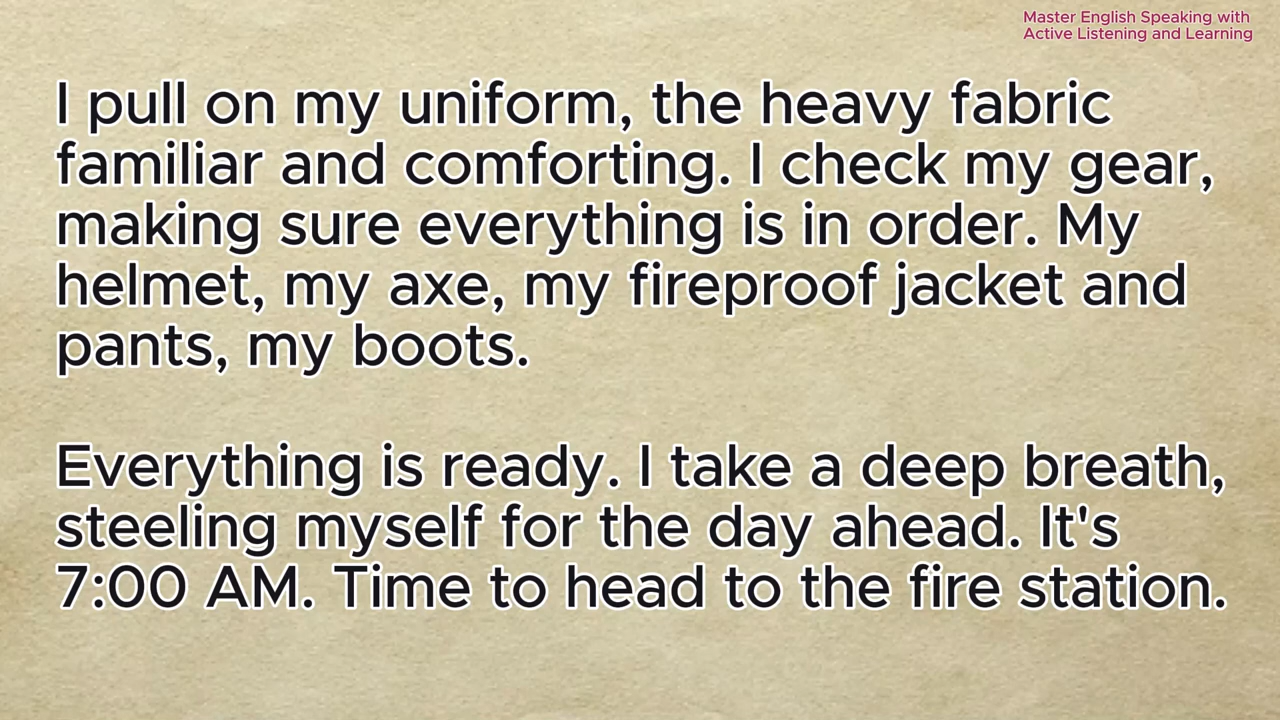 Master English Speaking with
Active Listening and Learning
I pull on my uniform, the heavy fabric
familiar and comforting. I check my gear,
making sure everything is in order. My
helmet, my axe, my fireproof jacket and
pants, my boots.
Everything is ready. I take a deep breath,
steeling myself for the day ahead. It's
7:00 AM. Time to head to the fire station.